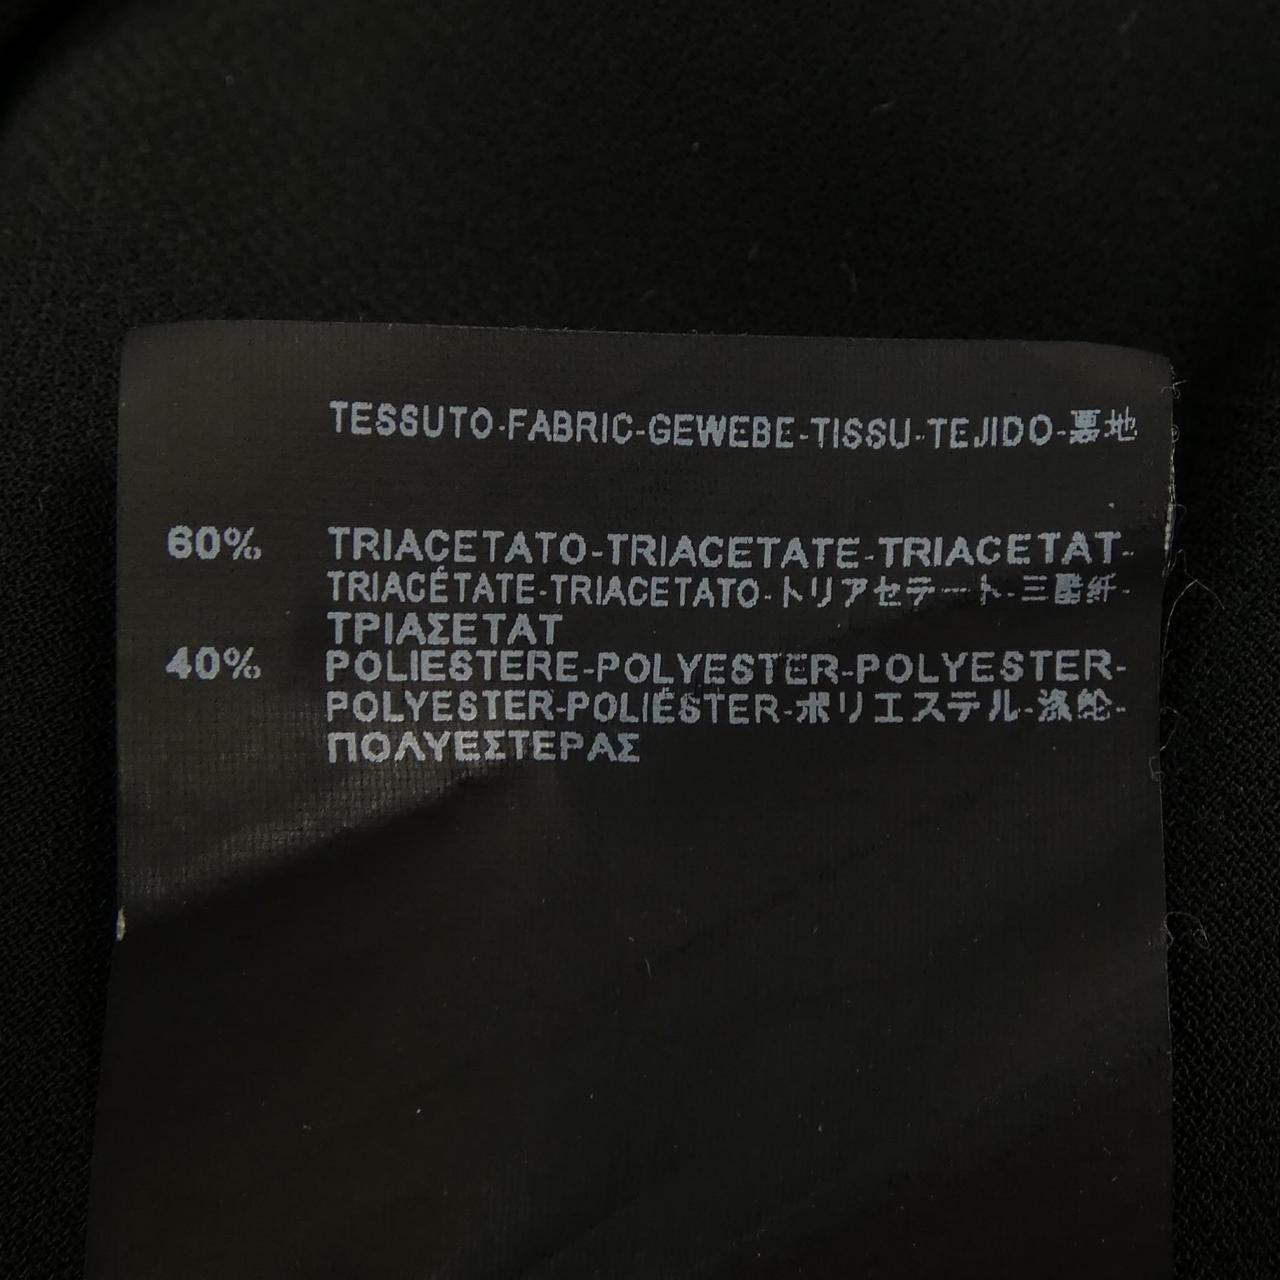 TESSUTO-FABRIC-GEWEBE-TISSU-TEJIDO-裏地
60% TRIACETATO-TRIACETATE-TRIACETAT-
TRIACÉTATE-TRIACETATO-トリアセテート-三酯纤-
ΤΡΙΑΣΕΤΑΤ
40% POLIESTERE-POLYESTER-POLYESTER-
POLYESTER-POLIÉSTER-ポリエステル-涤纶-
ΠΟΛΥΕΣΤΕΡΑΣ